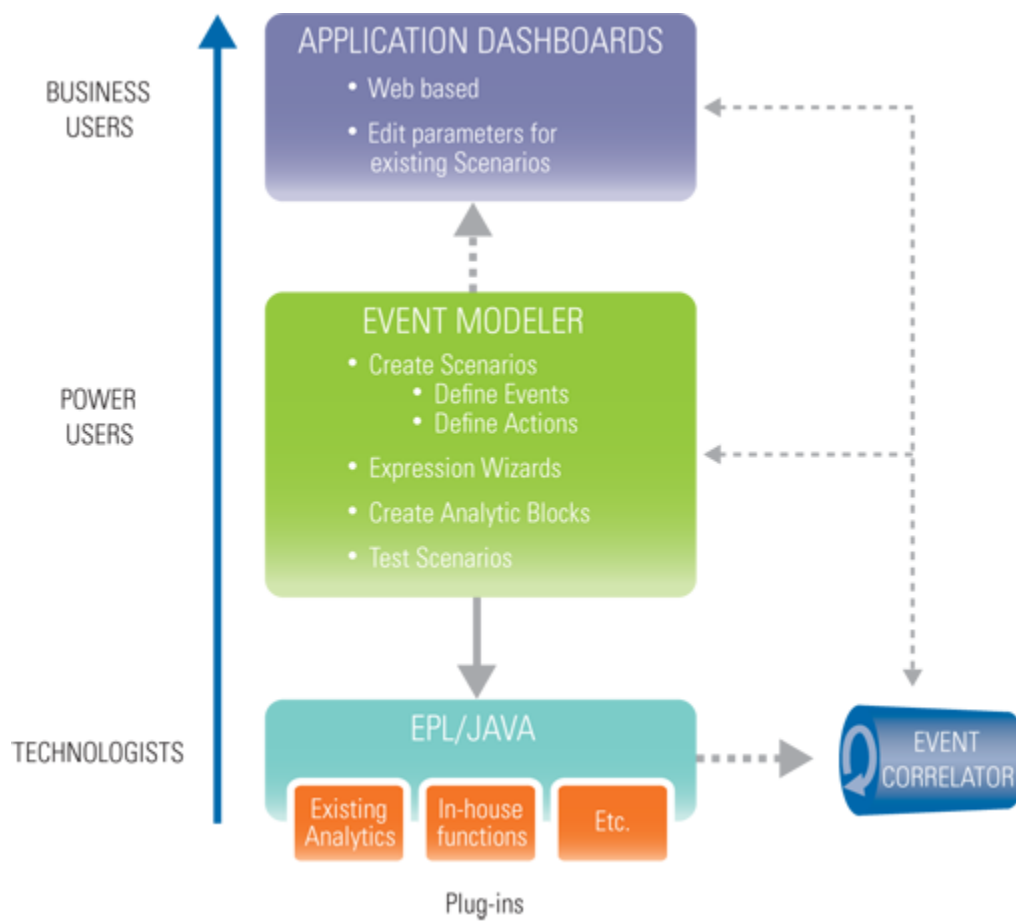 APPLICATION DASHBOARDS
• Web based
• Edit parameters for
existing Scenarios
BUSINESS
USERS
EVENT MODELER
• Create Scenarios
• Define Events
• Define Actions
• Expression Wizards
• Create Analytic Blocks
• Test Scenarios
POWER
USERS
EPL/JAVA
TECHNOLOGISTS
Existing
Analytics
In-house
functions
Etc.
Plug-ins
EVENT
CORRELATOR